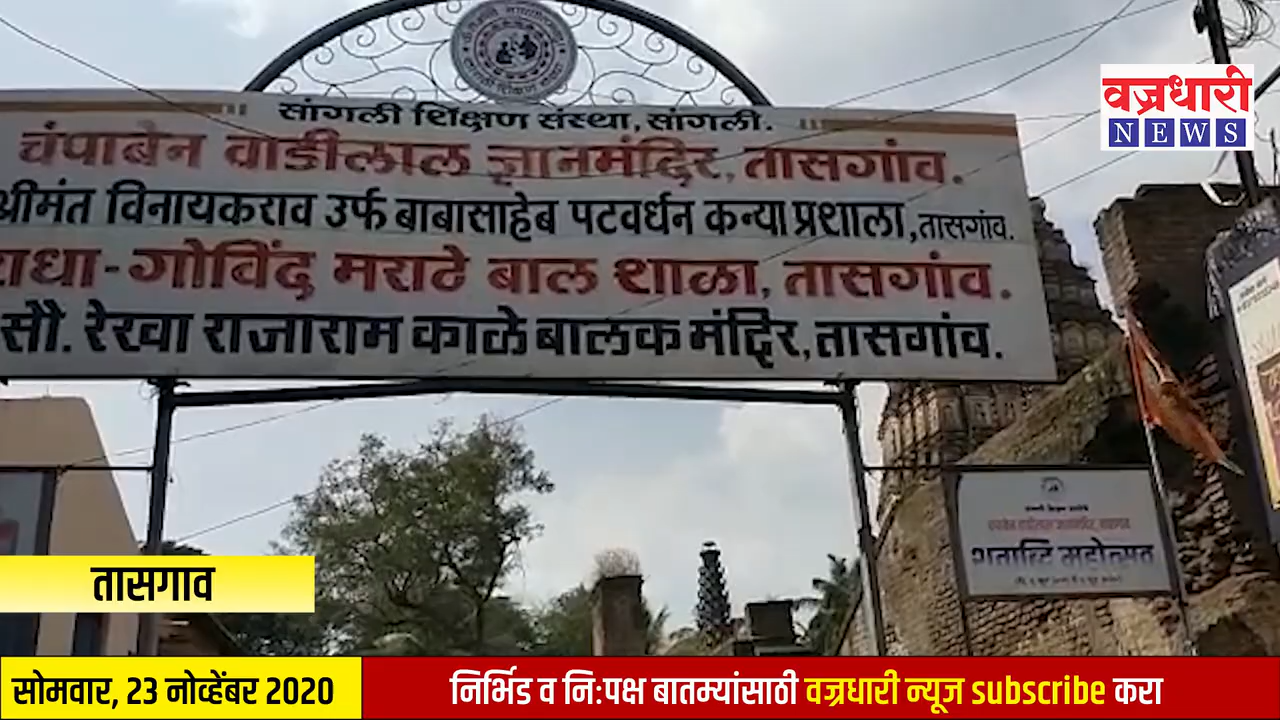 वज्रधारी
NEWS
सांगली शिक्षण संस्था, सांगली.
चंपाबेन वाडीलाल ज्ञानमंदिर, तासगांव.
श्रीमंत विनायकराव उर्फ बाबासाहेब पटवर्धन कन्या प्रशाला, तासगांव.
राधा-गोविंद मराठे बाल शाळा, तासगांव.
सौ. रेखा राजाराम काळे बालक मंदिर, तासगांव.
शताब्दि महोत्सव
तासगाव
सोमवार, 23 नोव्हेंबर 2020
निर्भिड व नि:पक्ष बातम्यांसाठी वज्रधारी न्यूज subscribe करा